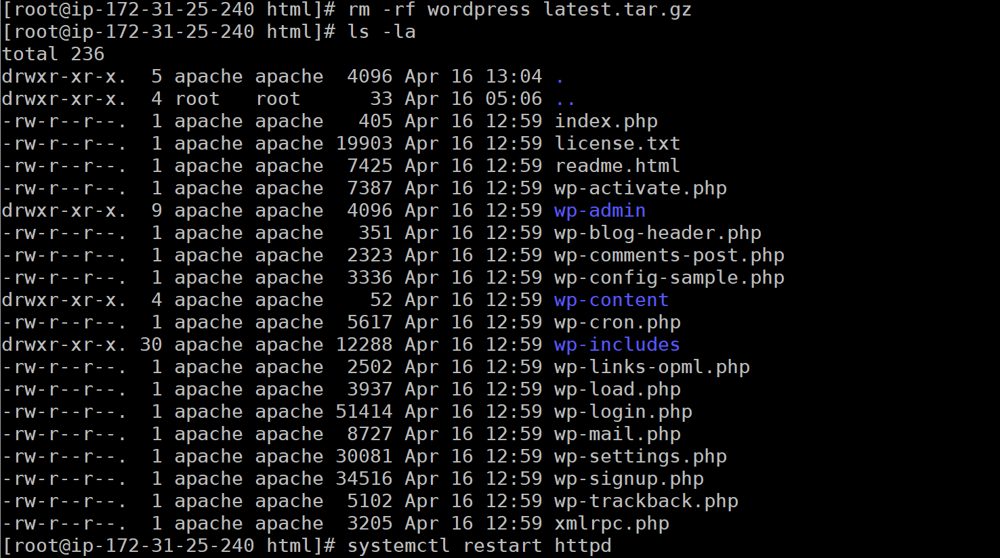 [root@ip-172-31-25-240 html]# rm -rf wordpress latest.tar.gz
[root@ip-172-31-25-240 html]# ls -la
total 236
drwxr-xr-x.  5 apache apache  4096 Apr 16 13:04 .
drwxr-xr-x.  4 root   root      33 Apr 16 05:06 ..
-rw-r--r--.  1 apache apache   405 Apr 16 12:59 index.php
-rw-r--r--.  1 apache apache 19903 Apr 16 12:59 license.txt
-rw-r--r--.  1 apache apache  7425 Apr 16 12:59 readme.html
-rw-r--r--.  1 apache apache  7387 Apr 16 12:59 wp-activate.php
drwxr-xr-x.  9 apache apache  4096 Apr 16 12:59 wp-admin
-rw-r--r--.  1 apache apache   351 Apr 16 12:59 wp-blog-header.php
-rw-r--r--.  1 apache apache  2323 Apr 16 12:59 wp-comments-post.php
-rw-r--r--.  1 apache apache  3336 Apr 16 12:59 wp-config-sample.php
drwxr-xr-x.  4 apache apache    52 Apr 16 12:59 wp-content
-rw-r--r--.  1 apache apache  5617 Apr 16 12:59 wp-cron.php
drwxr-xr-x. 30 apache apache 12288 Apr 16 12:59 wp-includes
-rw-r--r--.  1 apache apache  2502 Apr 16 12:59 wp-links-opml.php
-rw-r--r--.  1 apache apache  3937 Apr 16 12:59 wp-load.php
-rw-r--r--.  1 apache apache 51414 Apr 16 12:59 wp-login.php
-rw-r--r--.  1 apache apache  8727 Apr 16 12:59 wp-mail.php
-rw-r--r--.  1 apache apache 30081 Apr 16 12:59 wp-settings.php
-rw-r--r--.  1 apache apache 34516 Apr 16 12:59 wp-signup.php
-rw-r--r--.  1 apache apache  5102 Apr 16 12:59 wp-trackback.php
-rw-r--r--.  1 apache apache  3205 Apr 16 12:59 xmlrpc.php
[root@ip-172-31-25-240 html]# systemctl restart httpd